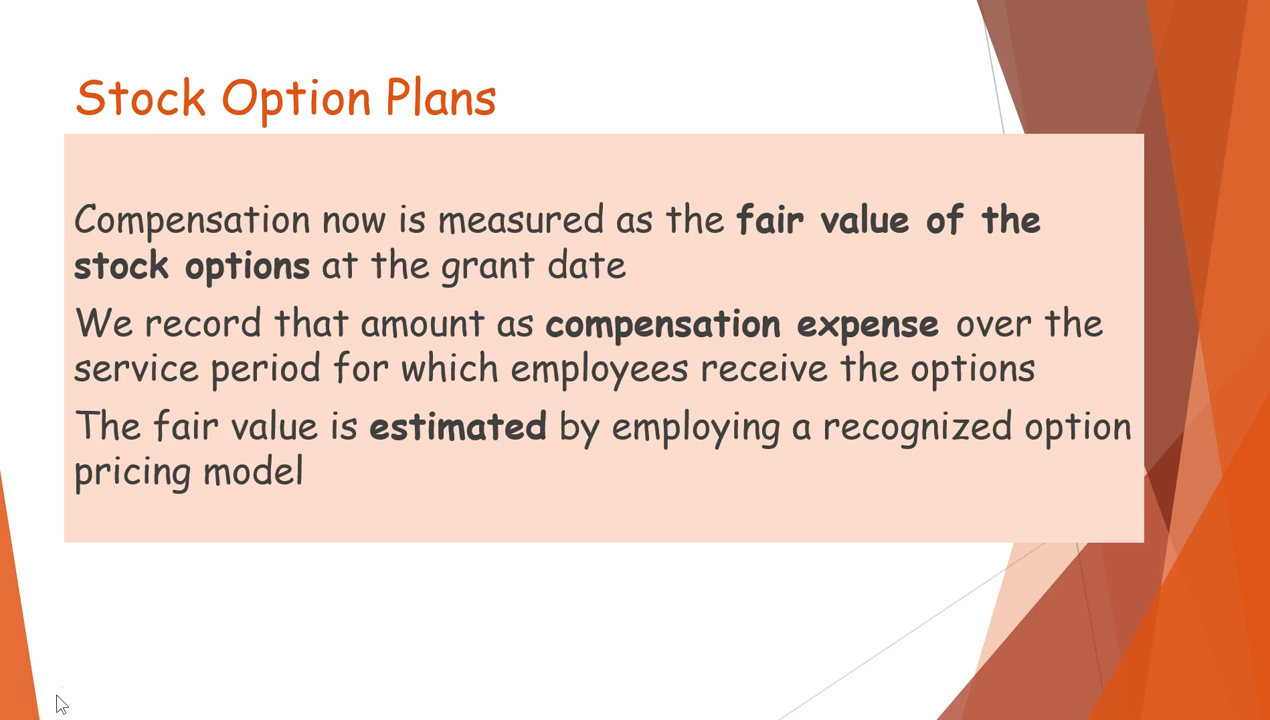 Stock Option Plans
Compensation now is measured as the fair value of the
stock options at the grant date
We record that amount as compensation expense over the
service period for which employees receive the options
The fair value is estimated by employing a recognized option
pricing model